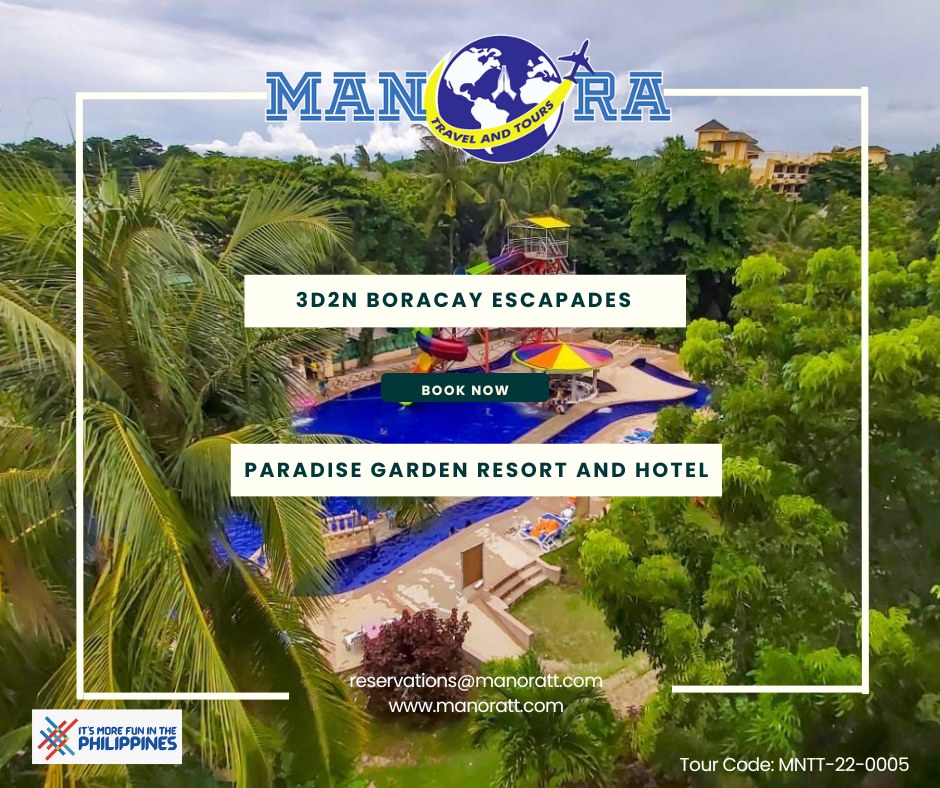 MANORA
TRAVEL AND TOURS
3D2N BORACAY ESCAPADES
BOOK NOW
PARADISE GARDEN RESORT AND HOTEL
reservations@manoratt.com
www.manoratt.com
IT'S MORE FUN IN THE
PHILIPPINES
Tour Code: MNTT-22-0005